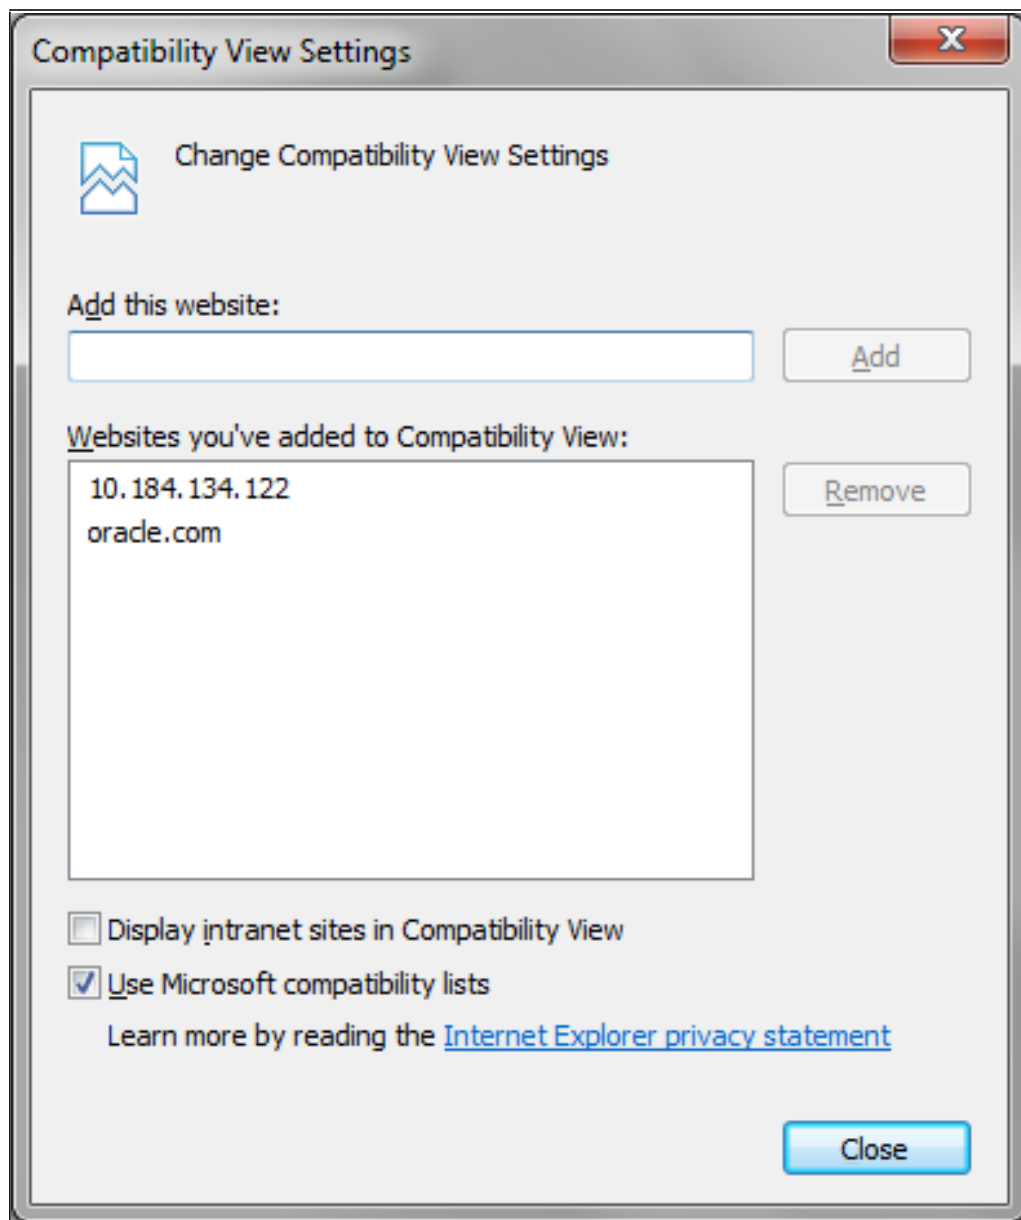 Compatibility View Settings
Change Compatibility View Settings
Add this website:
Add
Websites you've added to Compatibility View:
10.184.134.122
Remove
oracle.com
Display intranet sites in Compatibility View
Use Microsoft compatibility lists
Learn more by reading the Internet Explorer privacy statement
Close